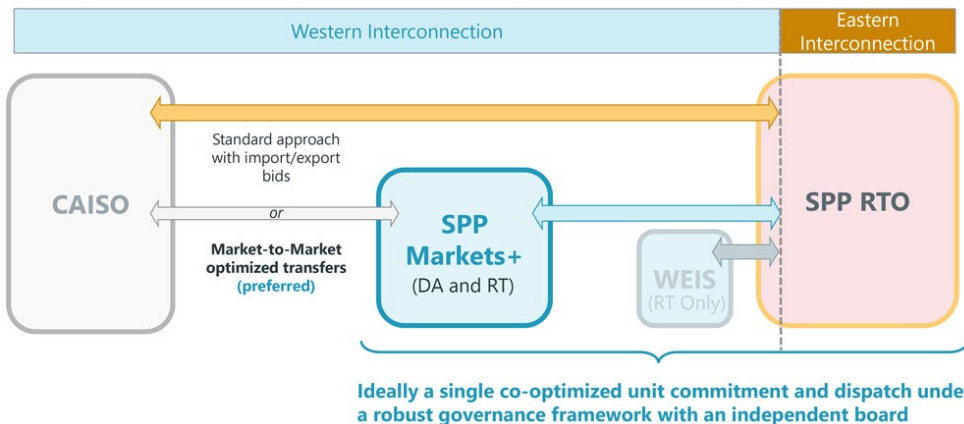 Western Interconnection
Eastern
Interconnection
Standard approach
with import/export
bids
CAISO
or
SPP
Markets+
(DA and RT)
SPP RTO
Market-to-Market
optimized transfers
(preferred)
WEIS
(RT Only)
Ideally a single co-optimized unit commitment and dispatch unde
a robust governance framework with an independent board